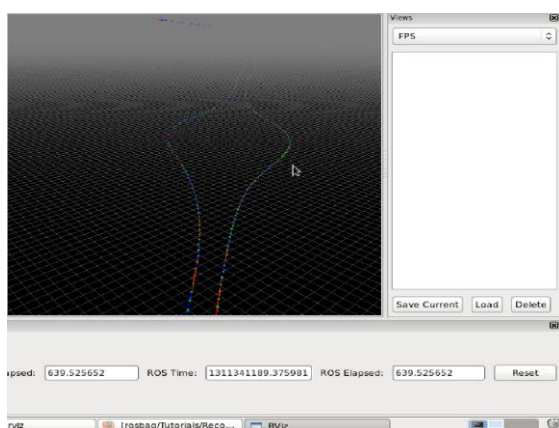 Views
FPS
Save Current Load Delete
apsed: 639.525652 ROS Time: 1311341189.375981 ROS Elapsed: 639.525652 Reset
rviz [rosbag/Tutorials/Reco... RViz